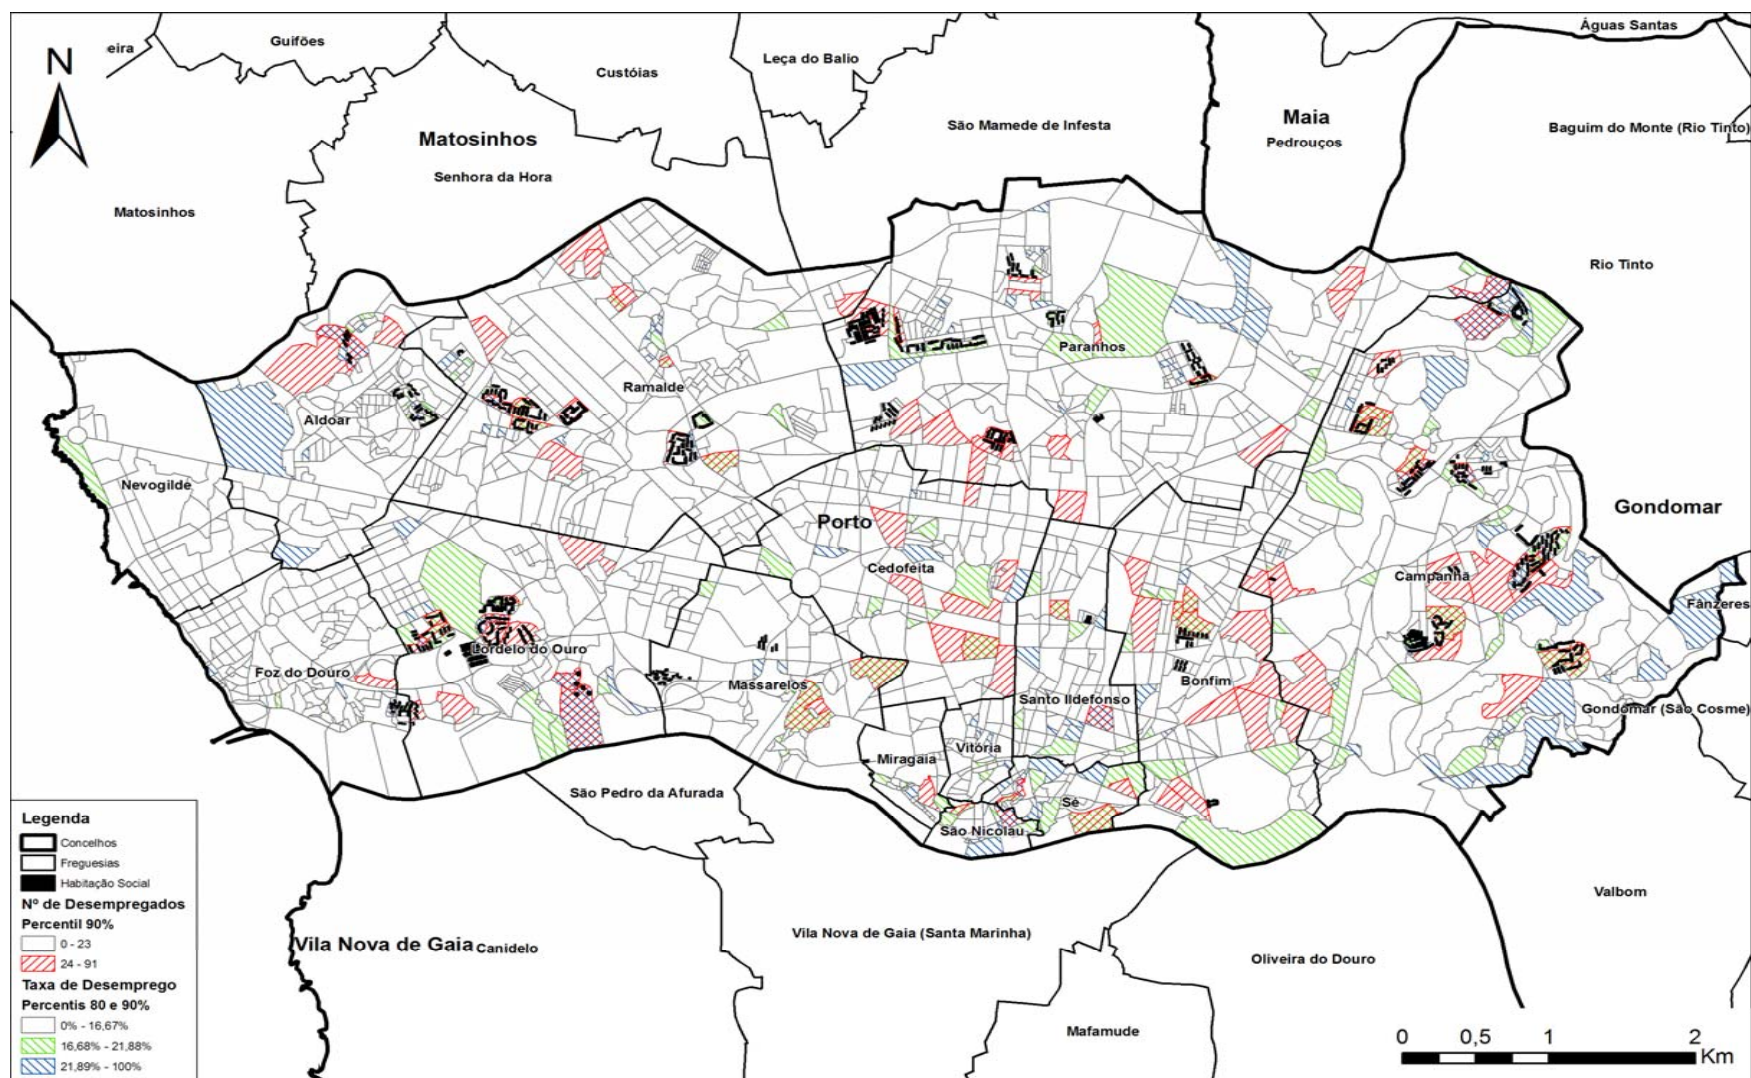 Águas Santas
Guifões
eira
N
Leça do Balio
Custóias
Maia
São Mamede de Infesta
Baguim do Monte (Rio Tinto)
Matosinhos
Pedrouços
Senhora da Hora
Matosinhos
Rio Tinto
Paranhos
Ramalde
Aldoar
Nevogilde
Gondomar
Porto
Cedofeita
Campanhã
Fânzeres
Lordelo do Ouro
Foz do Douro
Massarelos
Bonfim
Santo Ildefonso
Gondomar (São Cosme)
Vitória
Miragaia
São Pedro da Afurada
Sé
São Nicolau
Valbom
Vila Nova de Gaia (Santa Marinha)
Vila Nova de Gaia
Canidelo
Oliveira do Douro
Mafamude
Legenda
Concelhos
Freguesias
Habitação Social
Nº de Desempregados
Percentil 90%
0 - 23
24 - 91
Taxa de Desemprego
Percentis 80 e 90%
0% - 16,67%
16,68% - 21,88%
21,89% - 100%
0 0,5 1 2
Km